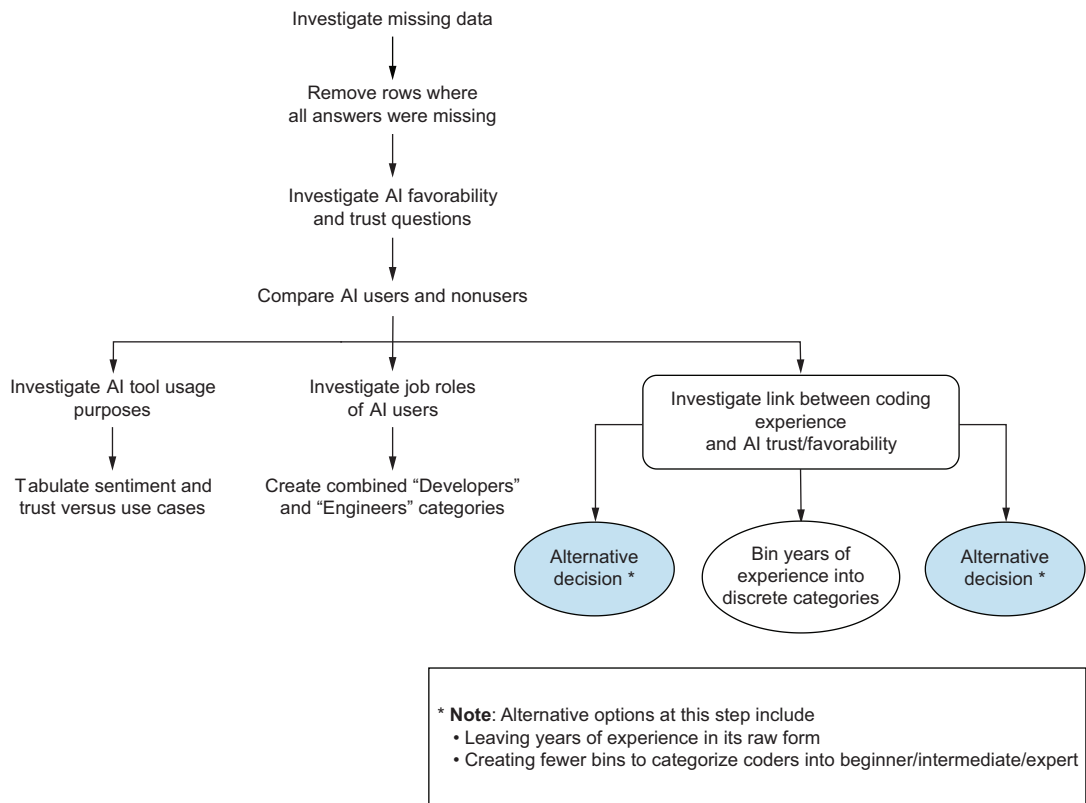 Investigate missing data
Remove rows where
all answers were missing
Investigate AI favorability
and trust questions
Compare AI users and nonusers
Investigate AI tool usage
purposes
Tabulate sentiment and
trust versus use cases
Investigate job roles
of AI users
Create combined “Developers”
and “Engineers” categories
Investigate link between coding
experience
and AI trust/favorability
Alternative
decision *
Bin years of
experience into
discrete categories
Alternative
decision *
* Note: Alternative options at this step include
• Leaving years of experience in its raw form
• Creating fewer bins to categorize coders into beginner/intermediate/expert